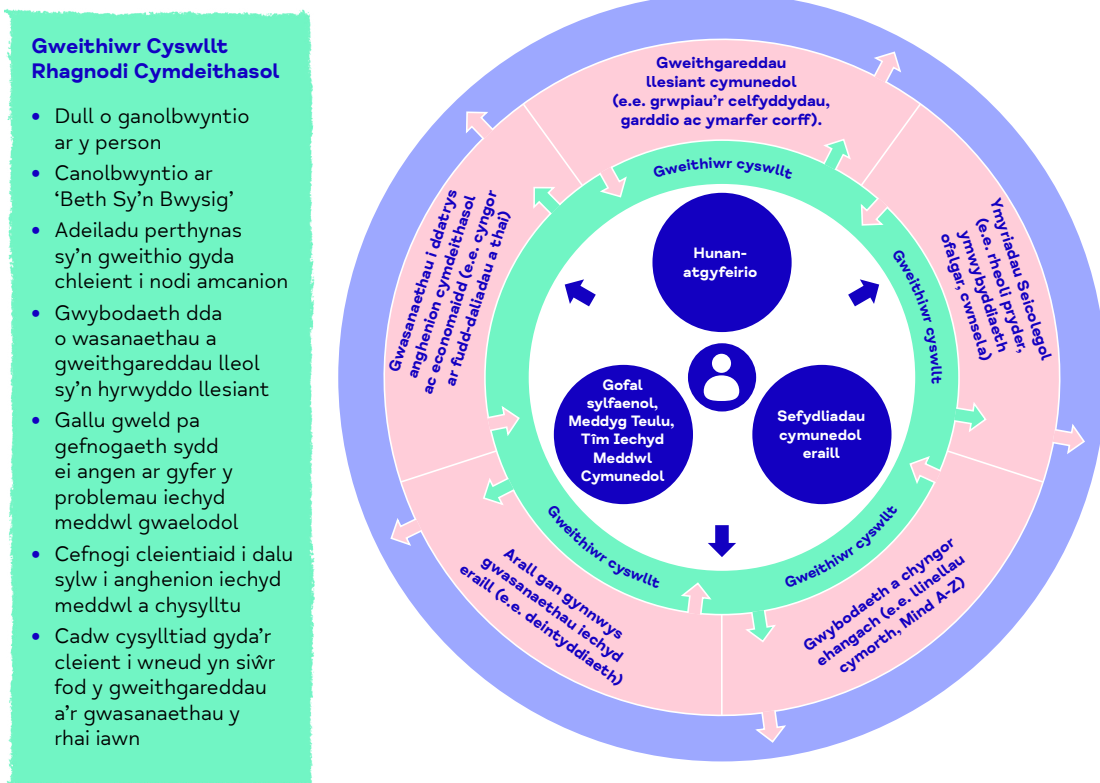 Gweithiwr Cyswllt
Rhagnodi Cymdeithasol
• Dull o ganolbwyntio
ar y person
• Canolbwyntio ar
‘Beth Sy’n Bwysig’
• Adeiladu perthynas
sy’n gweithio gyda
chleient i nodi amcanion
• Gwybodaeth dda
o wasanaethau a
gweithgareddau lleol
sy’n hyrwyddo llesiant
• Gallu gweld pa
gefnogaeth sydd
ei angen ar gyfer y
problemau iechyd
meddwl gwaelodol
• Cefnogi cleientiaid i dalu
sylw i anghenion iechyd
meddwl a chysylltu
• Cadw cysylltiad gyda’r
cleient i wneud yn siŵr
fod y gweithgareddau
a’r gwasanaethau y
rhai iawn
Gweithgareddau
llesiant cymunedol
(e.e. grwpiau’r celfyddydau,
garddio ac ymarfer corff).
Gweithiwr cyswllt
Gwasanaethau i ddatrys
anghenion cymdeithasol
ac economaidd (e.e. cyngor
ar fudd-daliadau a thai)
Ymyriadau Seicolegol
(e.e. rheoli pryder,
ymwybyddiaeth
ofalgar, cwnsela)
Gweithiwr cyswllt
Hunan-
atgyfeirio
Gofal
sylfaenol,
Meddyg Teulu,
Tîm Iechyd
Meddwl
Cymunedol
Sefydliadau
cymunedol
eraill
Gweithiwr cyswllt
Gweithiwr cyswllt
Arall gan gynnwys
gwasanaethau iechyd
eraill (e.e. deintyddiaeth)
Gwybodaeth a chyngor
ehangach (e.e. llinellau
cymorth, Mind A-Z)